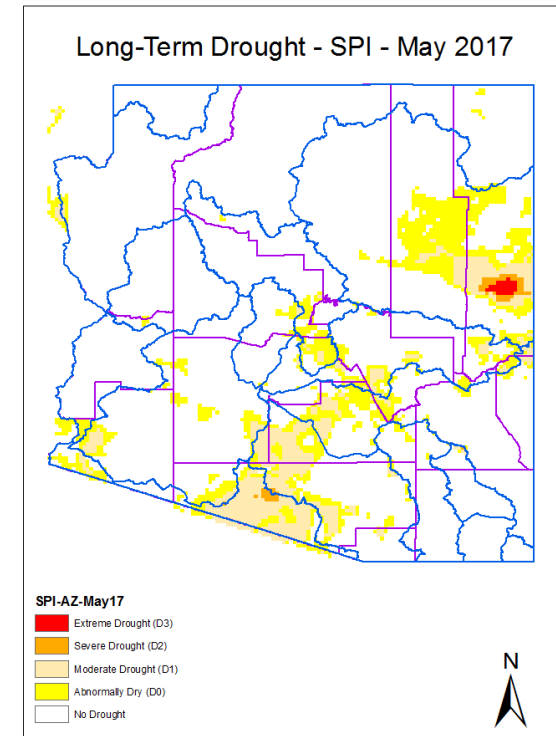 Long-Term Drought - SPI - May 2017
SPI-AZ-May17
Extreme Drought (D3)
Severe Drought (D2)
Moderate Drought (D1)
Abnormally Dry (D0)
No Drought
N